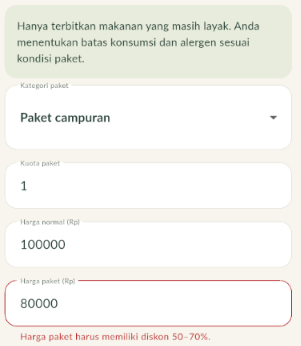 Hanya terbitkan makanan yang masih layak. Anda
menentukan batas konsumsi dan alergen sesuai
kondisi paket.
Kategori paket
Paket campuran
Kuota paket
1
Harga normal (Rp)
100000
Harga paket (Rp)
80000
Harga paket harus memiliki diskon 50–70%.